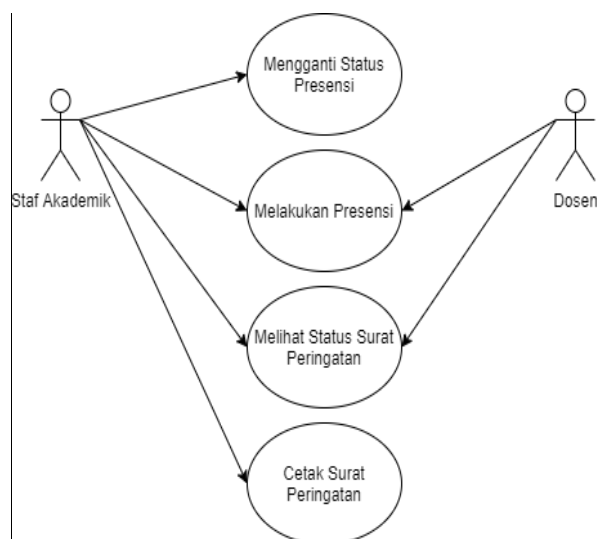 Mengganti Status
Presensi
Staf Akademik
Melakukan Presensi
Dosen
Melihat Status Surat
Peringatan
Cetak Surat
Peringatan